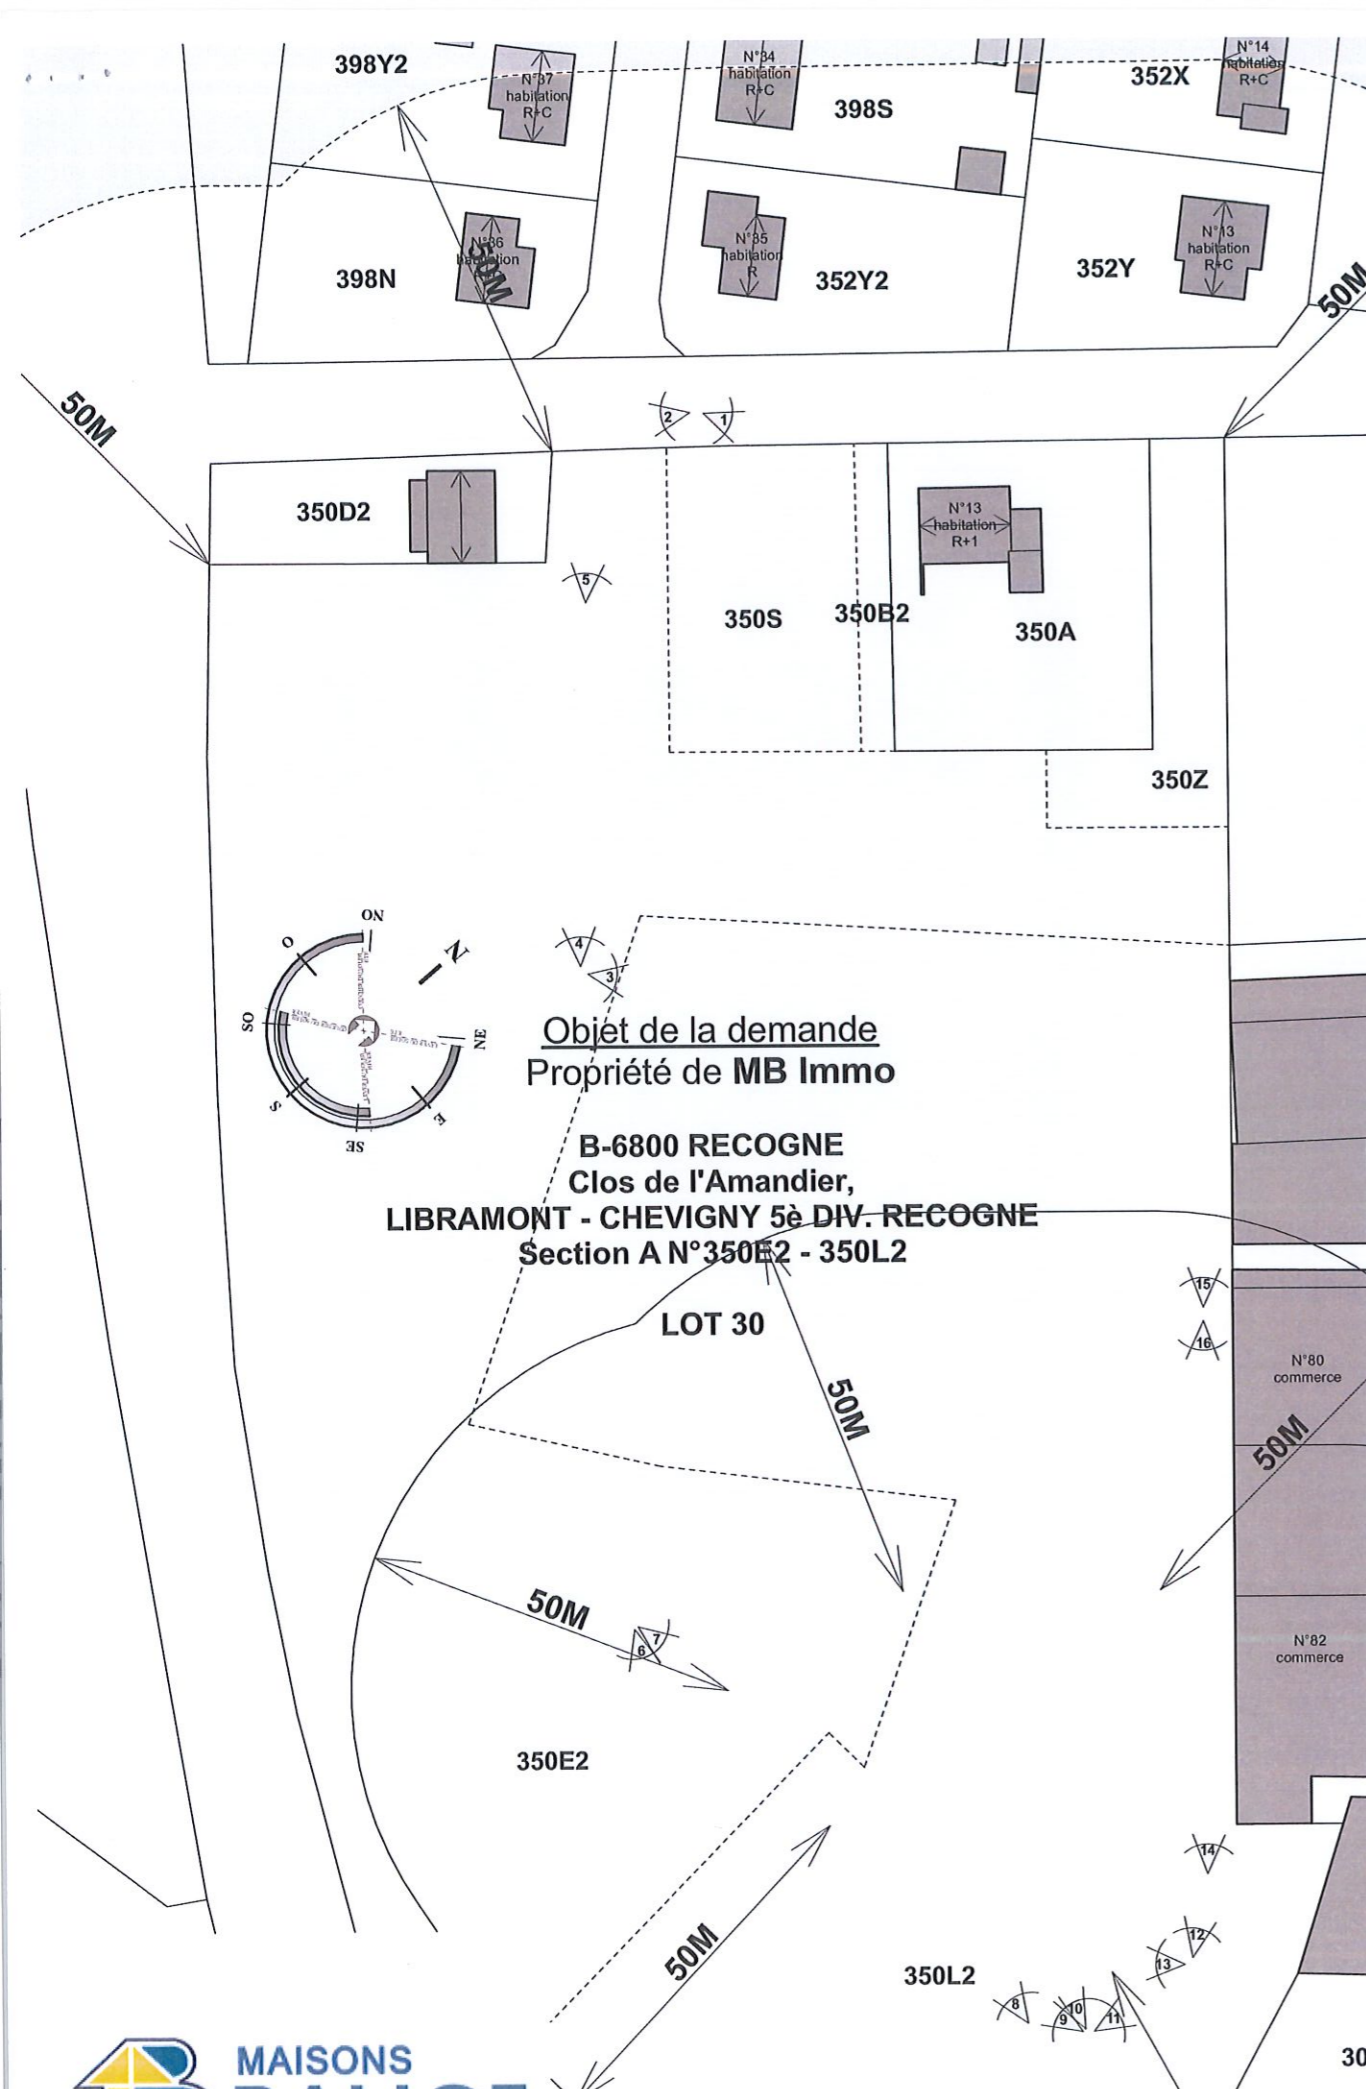 398Y2
N°37
habitation
R+C
N°34
habitation
R+C
398S
352X
N°14
habitation
R+C
398N
N°36
habitation
50M
N°35
habitation
R
352Y2
352Y
N°13
habitation
R+C
50M
50M
2
1
350D2
N°13
habitation
R+1
5
350S
350B2
350A
350Z
NO
O
N
SO
NE
S
E
SE
4
3
Objet de la demande
Propriété de MB Immo
B-6800 RECOGNE
Clos de l'Amandier,
LIBRAMONT - CHEVIGNY 5è DIV. RECOGNE
Section A N°350E2 - 350L2
LOT 30
15
16
N°80
commerce
50M
50M
50M
7
6
N°82
commerce
350E2
14
50M
12
13
350L2
8
10
9
11
30
MAISONS